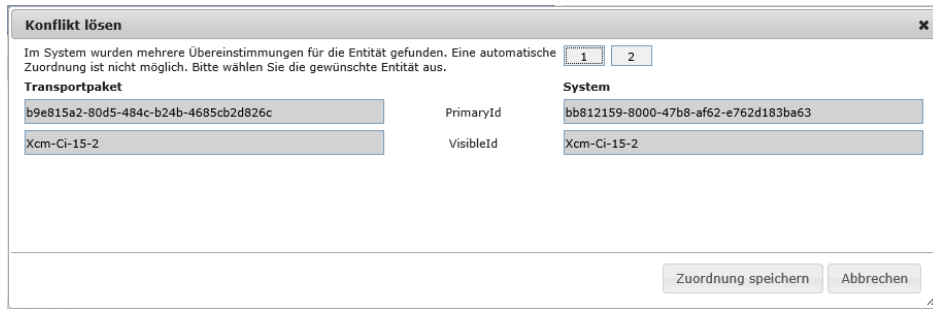 Konflikt lösen
Im System wurden mehrere Übereinstimmungen für die Entität gefunden. Eine automatische
Zuordnung ist nicht möglich. Bitte wählen Sie die gewünschte Entität aus.
1 2
Transportpaket System
b9e815a2-80d5-484c-b24b-4685cb2d826c PrimaryId bb812159-8000-47b8-af62-e762d183ba63
Xcm-Ci-15-2 VisibleId Xcm-Ci-15-2
Zuordnung speichern Abbrechen